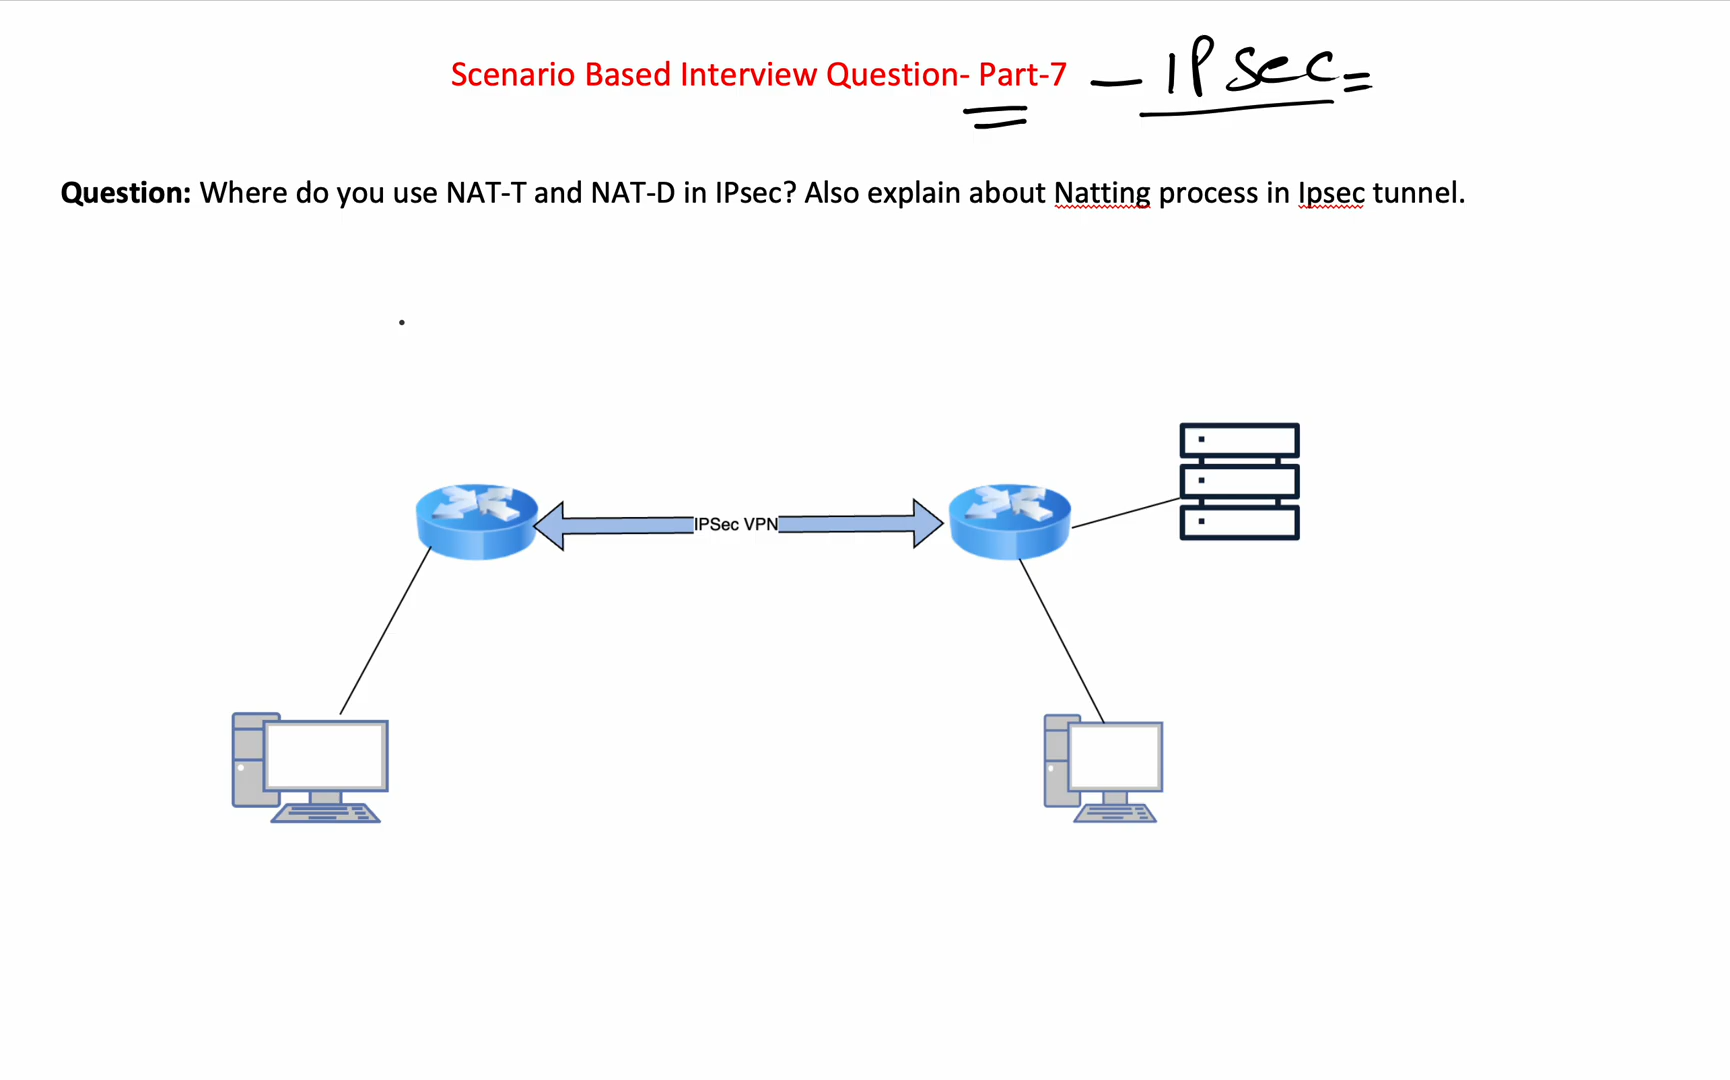 Scenario Based Interview Question- Part-7 – IPsec
Question: Where do you use NAT-T and NAT-D in IPsec? Also explain about Natting process in Ipsec tunnel.
IPSec VPN